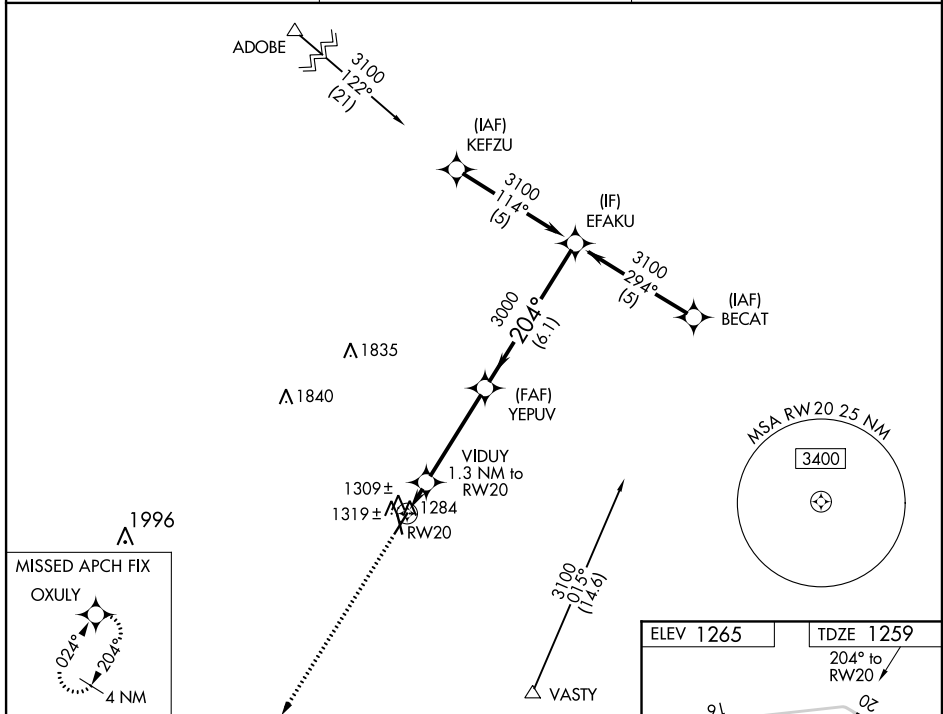 ADOBE
3100
122°
(21)
(IAF)
KEFZU
3100
114°
(5)
(IF)
EFAKU
3100
294°
(5)
(IAF)
BECAT
3000
204°
(6.1)
1835
1840
(FAF)
YEPUV
MSA RW20 25 NM
3400
VIDUY
1.3 NM to
RW20
1309 ±
1319 ±
1284
RW20
1996
MISSED APCH FIX
OXULY
024°
204°
4 NM
3100
015°
(14.6)
VASTY
ELEV 1265
TDZE 1259
204° to
RW20
16
20